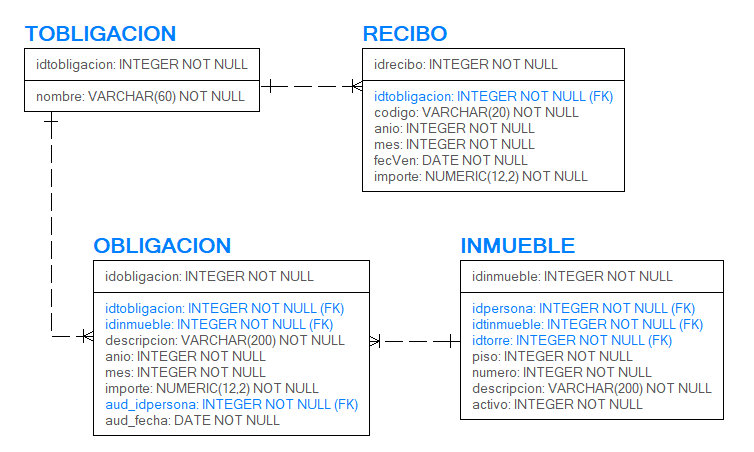 TOBLIGACION
idtobligacion: INTEGER NOT NULL
nombre: VARCHAR(60) NOT NULL
RECIBO
idrecibo: INTEGER NOT NULL
idtobligacion: INTEGER NOT NULL (FK)
codigo: VARCHAR(20) NOT NULL
anio: INTEGER NOT NULL
mes: INTEGER NOT NULL
fecVen: DATE NOT NULL
importe: NUMERIC(12,2) NOT NULL
OBLIGACION
idobligacion: INTEGER NOT NULL
idtobligacion: INTEGER NOT NULL (FK)
idinmueble: INTEGER NOT NULL (FK)
descripcion: VARCHAR(200) NOT NULL
anio: INTEGER NOT NULL
mes: INTEGER NOT NULL
importe: NUMERIC(12,2) NOT NULL
aud_idpersona: INTEGER NOT NULL (FK)
aud_fecha: DATE NOT NULL
INMUEBLE
idinmueble: INTEGER NOT NULL
idpersona: INTEGER NOT NULL (FK)
idtinmueble: INTEGER NOT NULL (FK)
idtorre: INTEGER NOT NULL (FK)
piso: INTEGER NOT NULL
numero: INTEGER NOT NULL
descripcion: VARCHAR(200) NOT NULL
activo: INTEGER NOT NULL